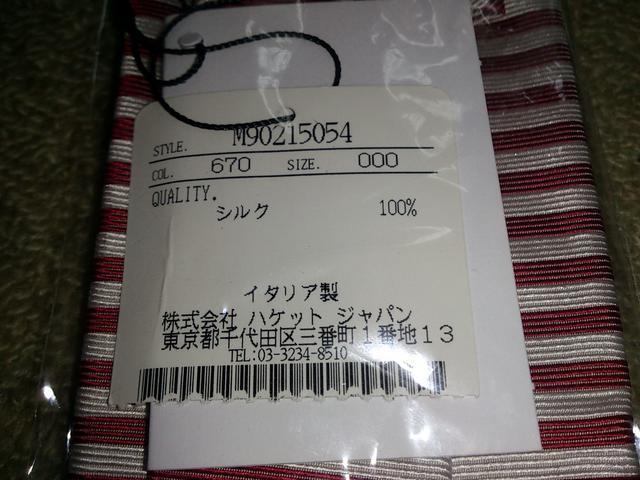 STYLE. M90215054
COL. 670 SIZE. 000
QUALITY.
シルク 100%
イタリア製
株式会社 ハケット ジャパン
東京都千代田区三番町1番地13
TEL:03-3234-8510